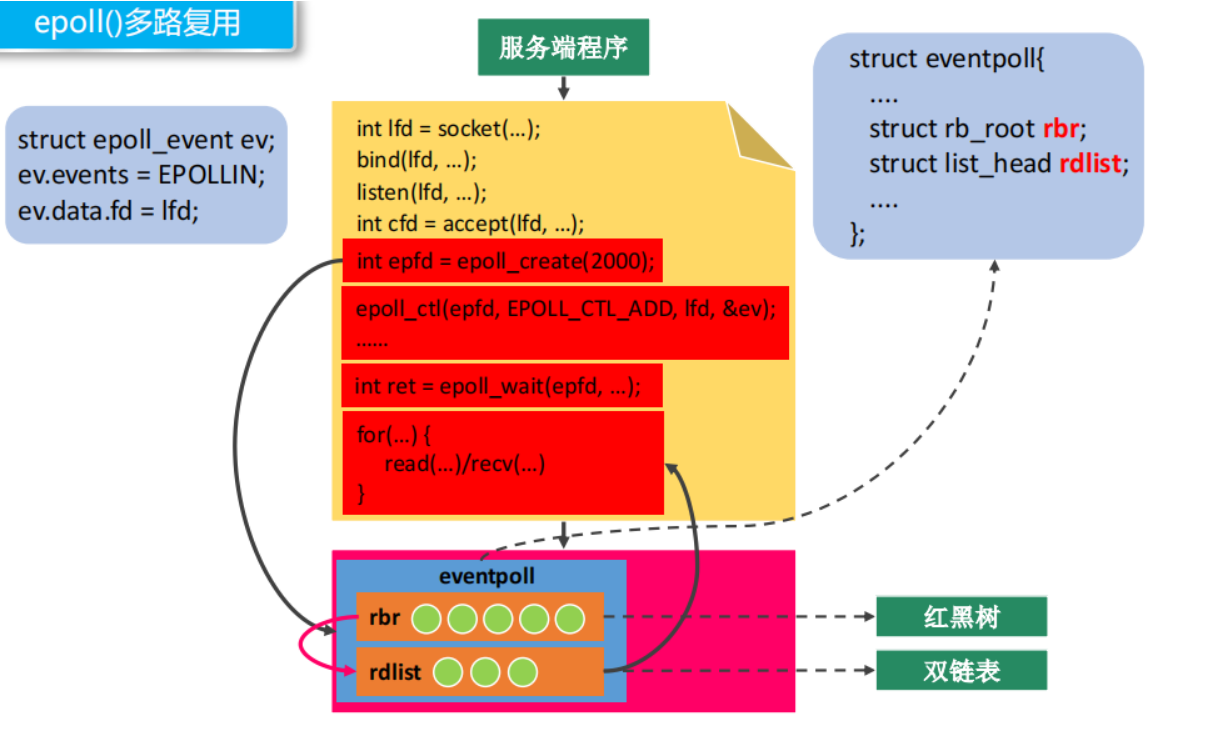 epoll()多路复用
服务端程序
struct epoll_event ev;
ev.events = EPOLLIN;
ev.data.fd = lfd;
int lfd = socket(…);
bind(lfd, …);
listen(lfd, …);
int cfd = accept(lfd, …);
int epfd = epoll_create(2000);
epoll_ctl(epfd, EPOLL_CTL_ADD, lfd, &ev);
……
int ret = epoll_wait(epfd, …);
for(…) {
read(…)/recv(…)
}
struct eventpoll{
....
struct rb_root rbr;
struct list_head rdlist;
....
};
eventpoll
rbr
rdlist
红黑树
双链表